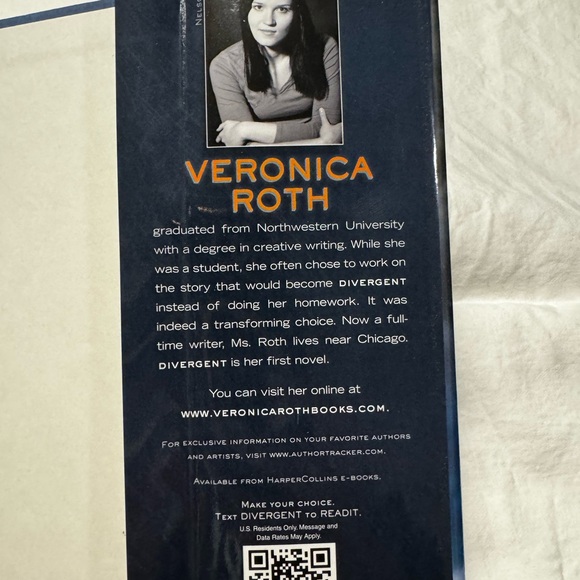 VERONICA
ROTH
graduated from Northwestern University
with a degree in creative writing. While she
was a student, she often chose to work on
the story that would become DIVERGENT
instead of doing her homework. It was
indeed a transforming choice. Now a full-
time writer, Ms. Roth lives near Chicago.
DIVERGENT is her first novel.
You can visit her online at
WWW.VERONICAROTHBOOKS.COM.
FOR EXCLUSIVE INFORMATION ON YOUR FAVORITE AUTHORS
AND ARTISTS, VISIT WWW.AUTHORTRACKER.COM.
AVAILABLE FROM HARPERCOLLINS E-BOOKS.
MAKE YOUR CHOICE.
TEXT DIVERGENT TO READIT.
U.S. Residents Only. Message and
Data Rates May Apply.